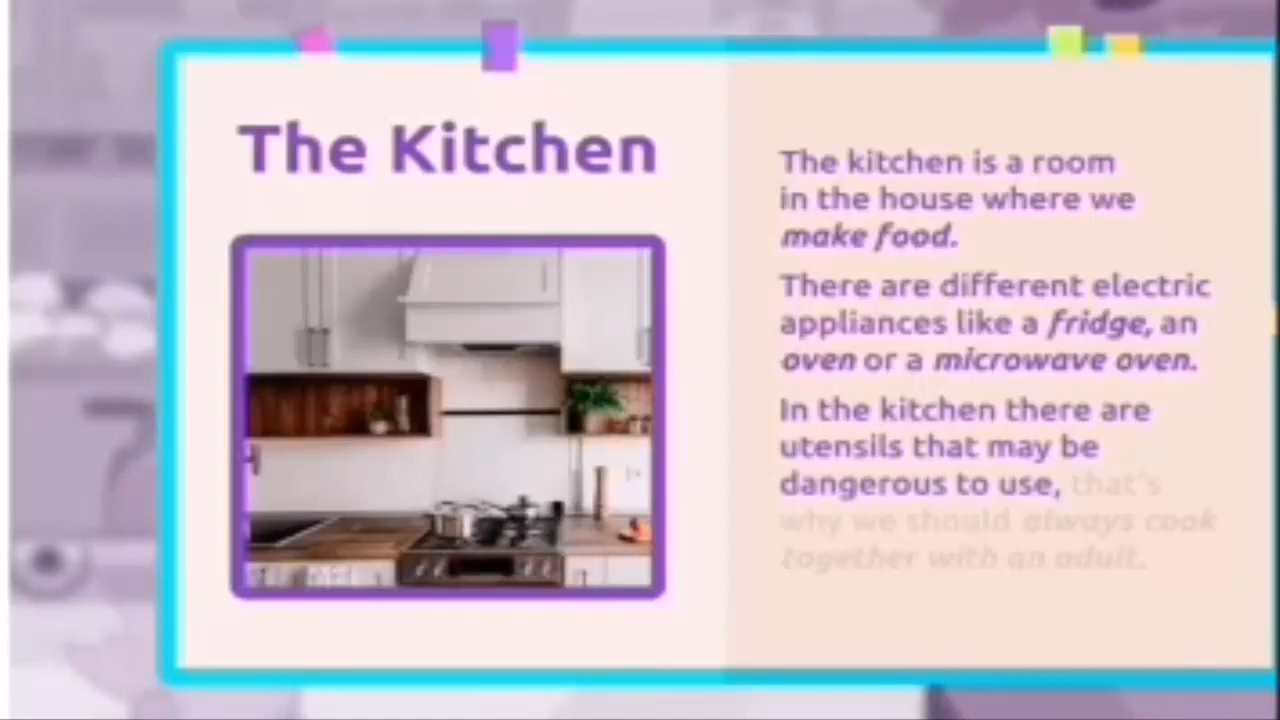 The Kitchen
The kitchen is a room
in the house where we
make food.
There are different electric
appliances like a fridge, an
oven or a microwave oven.
In the kitchen there are
utensils that may be
dangerous to use, that's
why we should always cook
together with an adult.